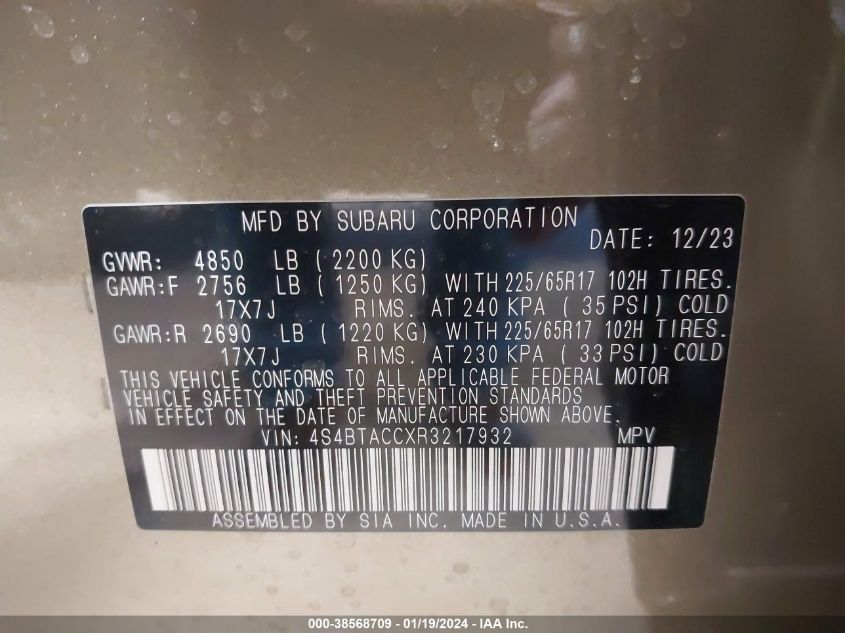 MFD BY SUBARU CORPORATION
DATE: 12/23
GVWR: 4850 LB ( 2200 KG)
GAWR:F 2756 LB ( 1250 KG) WITH 225/65R17 102H TIRES.
17X7J RIMS. AT 240 KPA ( 35 PSI) COLD
GAWR:R 2690 LB ( 1220 KG) WITH 225/65R17 102H TIRES.
17X7J RIMS. AT 230 KPA ( 33 PSI) COLD
THIS VEHICLE CONFORMS TO ALL APPLICABLE FEDERAL MOTOR
VEHICLE SAFETY AND THEFT PREVENTION STANDARDS
IN EFFECT ON THE DATE OF MANUFACTURE SHOWN ABOVE.
VIN: 4S4BTACCXR3217932 MPV
ASSEMBLED BY SIA INC. MADE IN U.S.A.
000-38568709 - 01/19/2024 - IAA Inc.